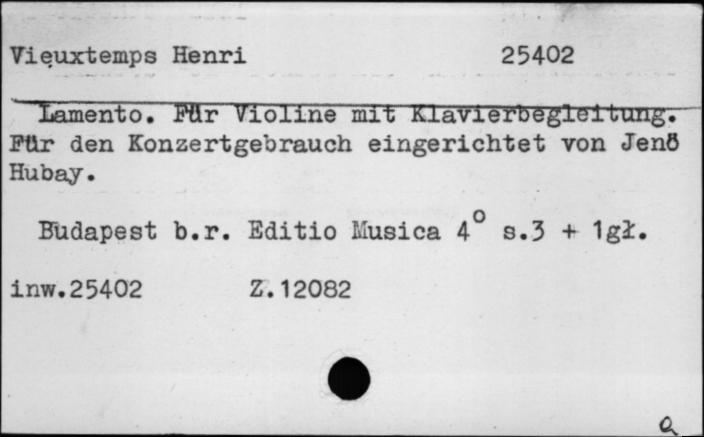 Vieuxtemps Henri 25402
Lamento. Für Violine mit Klavierbegleitung.
Für den Konzertgebrauch eingerichtet von Jenö
Hubay.
Budapest b.r. Editio Musica 4° s.3 + 1gł.
inw.25402 Z.12082
a